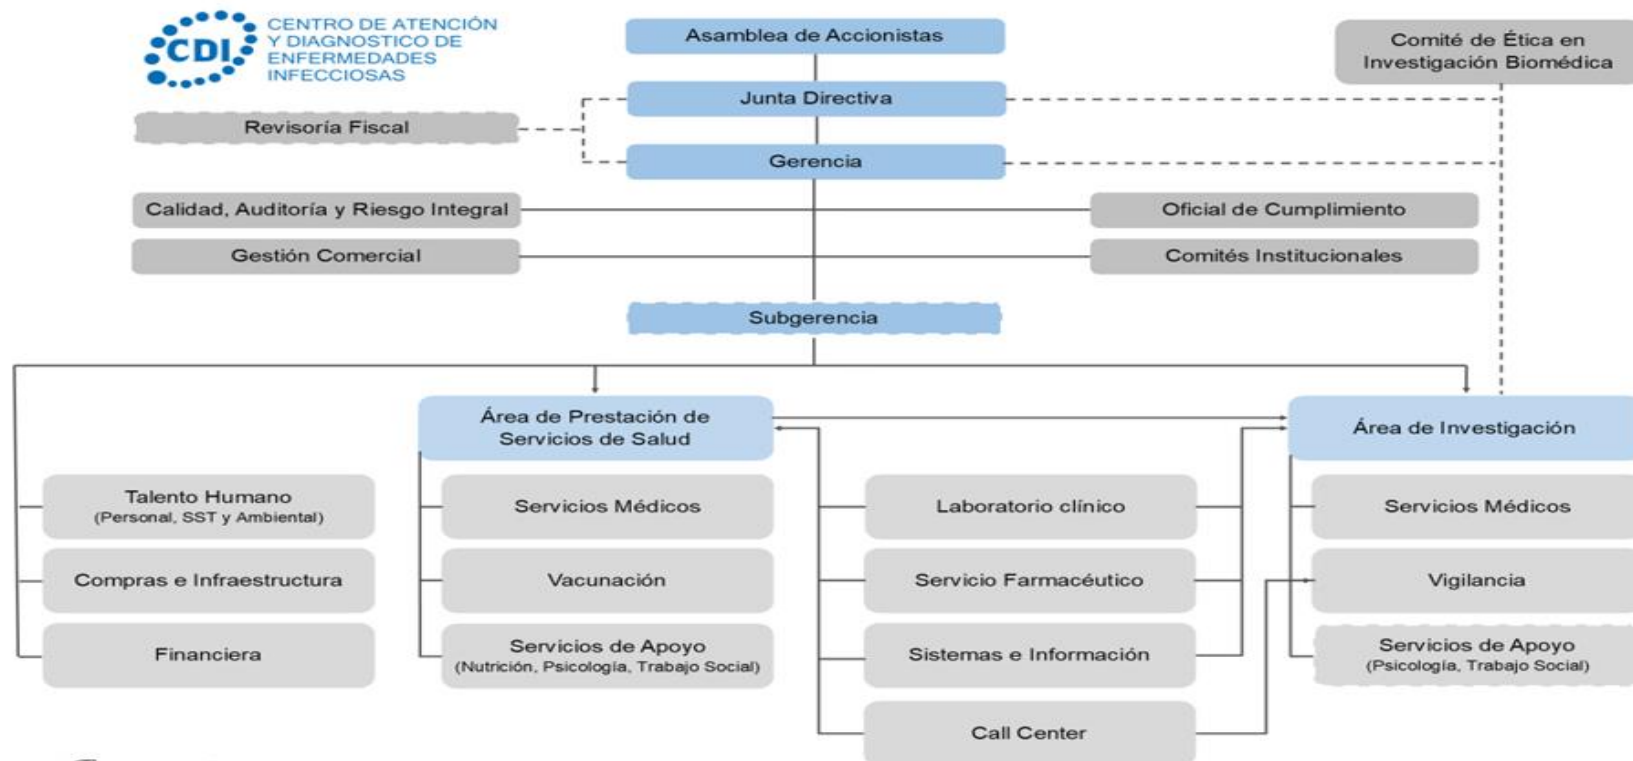 CDI
CENTRO DE ATENCIÓN
Y DIAGNOSTICO DE
ENFERMEDADES
INFECCIOSAS
Asamblea de Accionistas
Comité de Ética en
Investigación Biomédica
Junta Directiva
Revisoría Fiscal
Gerencia
Calidad, Auditoría y Riesgo Integral
Oficial de Cumplimiento
Gestión Comercial
Comités Institucionales
Subgerencia
Área de Prestación de
Servicios de Salud
Área de Investigación
Talento Humano
(Personal, SST y Ambiental)
Servicios Médicos
Laboratorio clínico
Servicios Médicos
Compras e Infraestructura
Vacunación
Servicio Farmacéutico
Vigilancia
Financiera
Servicios de Apoyo
(Nutrición, Psicología, Trabajo Social)
Sistemas e Información
Servicios de Apoyo
(Psicología, Trabajo Social)
Call Center